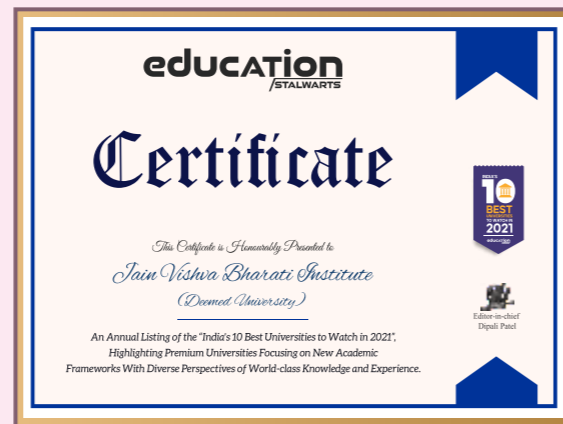 education
/STALWARTS
Certificate
This Certificate is Honourably Presented to
Jain Vishva Bharati Institute
(Deemed University)
An Annual Listing of the "India's 10 Best Universities to Watch in 2021",
Highlighting Premium Universities Focusing on New Academic
Frameworks With Diverse Perspectives of World-class Knowledge and Experience.
INDIA'S
10
BEST
UNIVERSITIES
TO WATCH IN
2021
education
Editor-in-chief
Dipali Patel